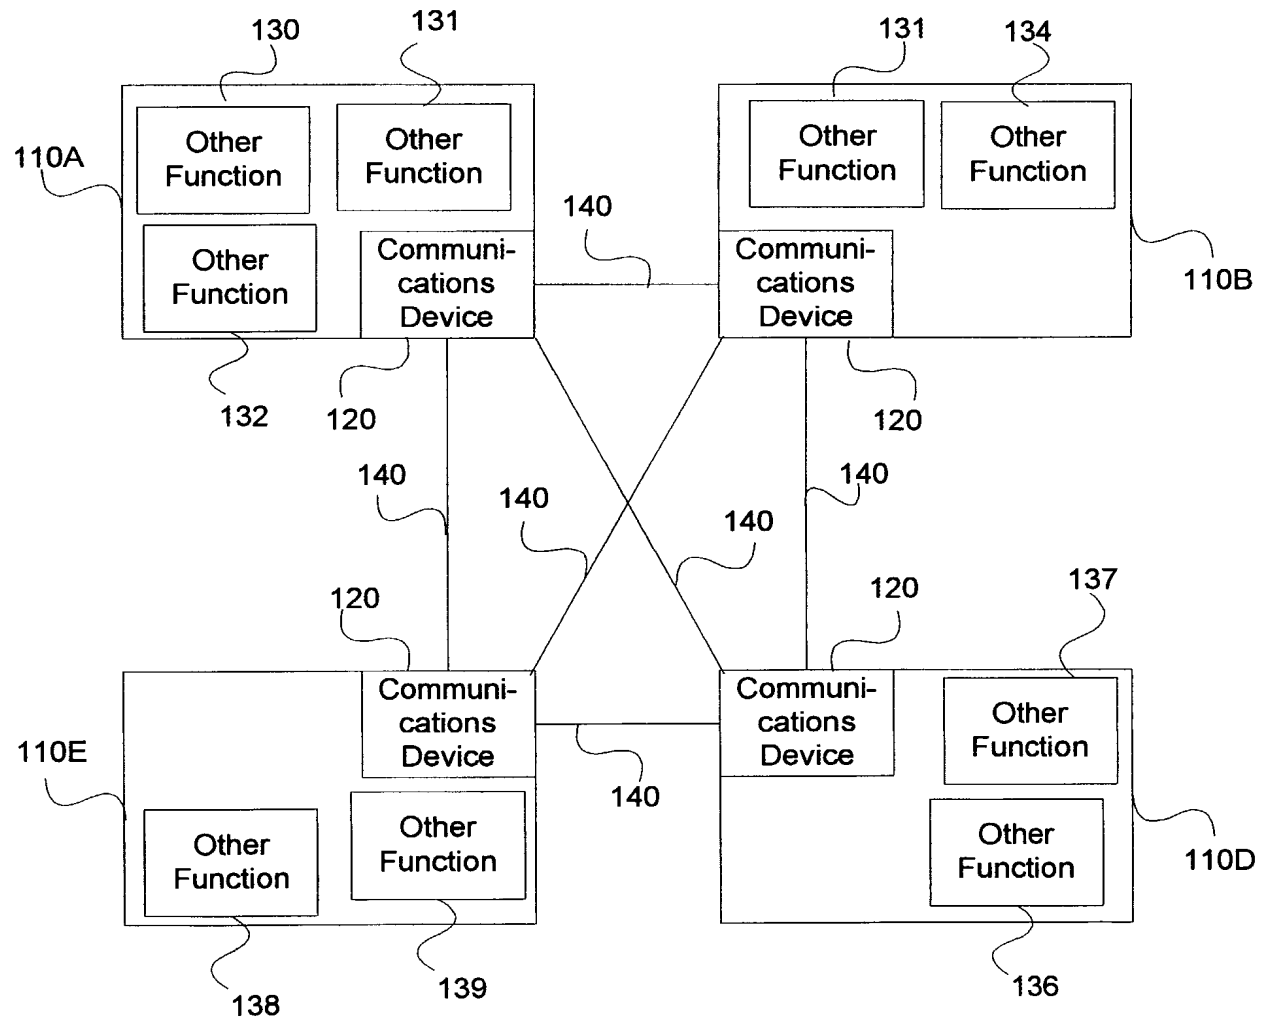 130
131
131
134
110A
Other
Function
Other
Function
Other
Function
Other
Function
140
Other
Function
Communi-
cations
Device
Communi-
cations
Device
110B
132
120
120
140
140
140
140
120
120
137
110E
Communi-
cations
Device
Communi-
cations
Device
Other
Function
140
Other
Function
Other
Function
Other
Function
110D
138
139
136